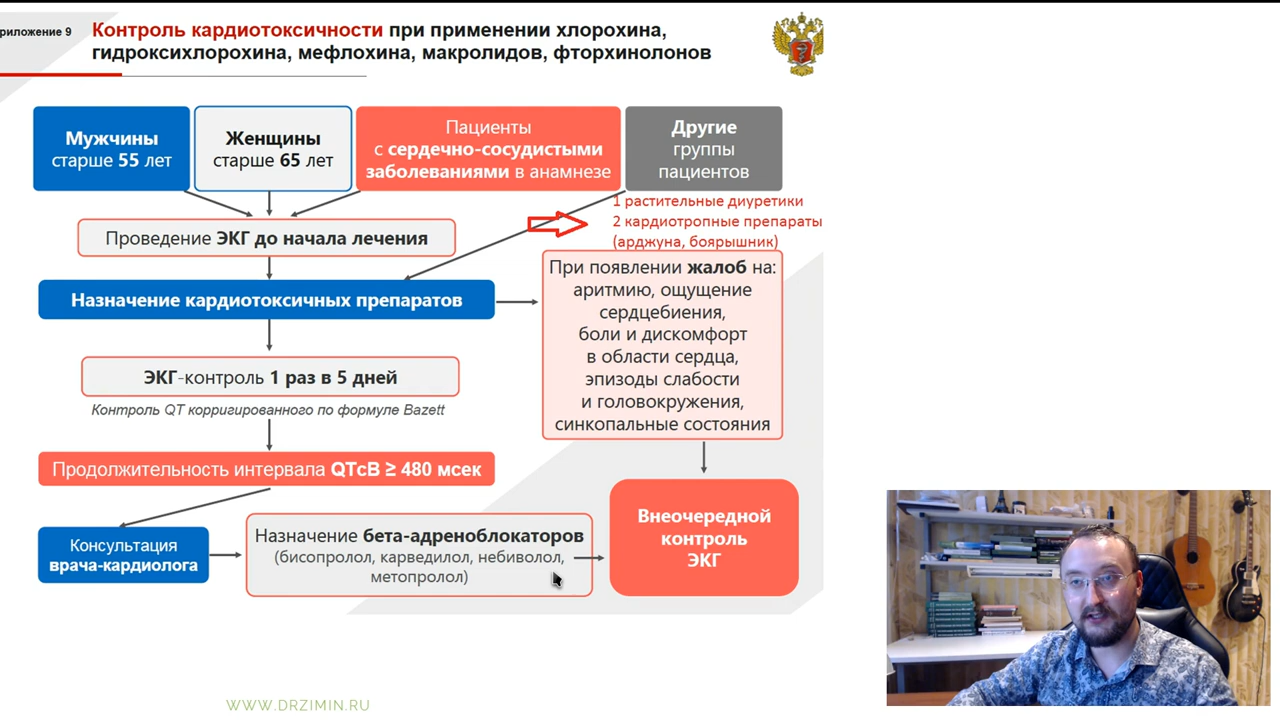 риложение 9
Контроль кардиотоксичности при применении хлорохина,
гидроксихлорохина, мефлохина, макролидов, фторхинолонов
Мужчины
старше 55 лет
Женщины
старше 65 лет
Пациенты
с сердечно-сосудистыми
заболеваниями в анамнезе
Другие
группы
пациентов
1 растительные диуретики
2 кардиотропные препараты
(арджуна, боярышник)
Проведение ЭКГ до начала лечения
Назначение кардиотоксичных препаратов
При появлении жалоб на:
аритмию, ощущение
сердцебиения,
боли и дискомфорт
в области сердца,
эпизоды слабости
и головокружения,
синкопальные состояния
ЭКГ-контроль 1 раз в 5 дней
Контроль QT корригированного по формуле Bazett
Продолжительность интервала QTcB ≥ 480 мсек
Консультация
врача-кардиолога
Назначение бета-адреноблокаторов
(бисопролол, карведилол, небиволол,
метопролол)
Внеочередной
контроль
ЭКГ
WWW.DRZIMIN.RU